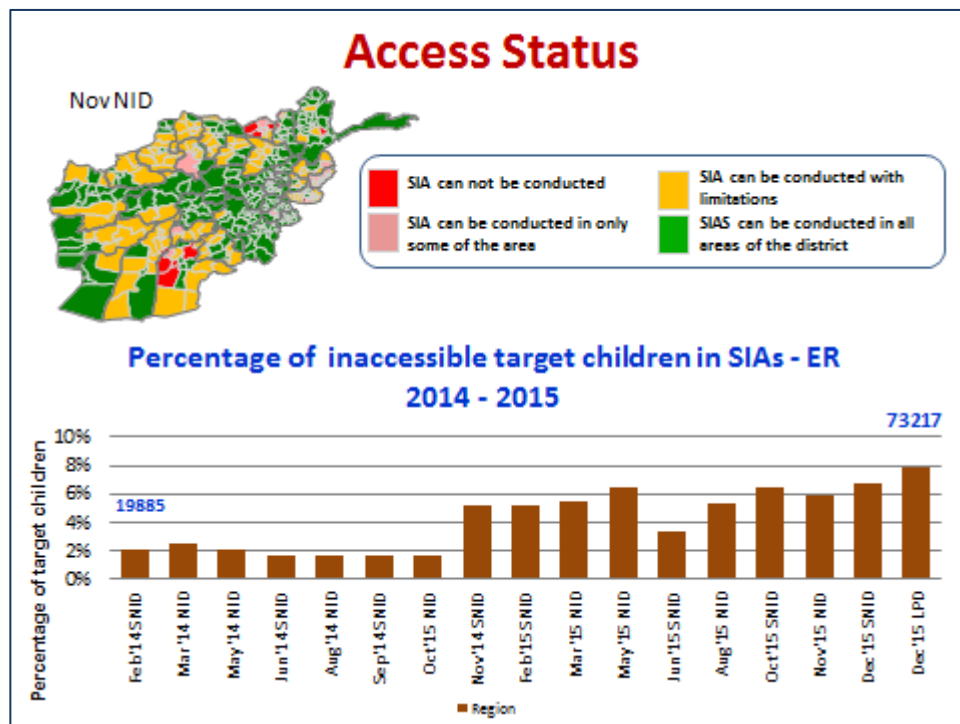 Access Status
Nov NID
SIA can not be conducted
SIA can be conducted with
limitations
SIA can be conducted in only
some of the area
SIAS can be conducted in all
areas of the district
Percentage of inaccessible target children in SIAs - ER
2014 - 2015
73217
19885
Percentage of target children
10%
8%
6%
4%
2%
0%
Feb'14 SNID
Mar '14 NID
May '14 NID
Jun'14 SNID
Aug'14 NID
Sep'14 SNID
Oct'15 NID
Nov'14 SNID
Feb'15 SNID
Mar '15 NID
May '15 NID
Jun'15 SNID
Aug'15 NID
Oct'15 SNID
Nov'15 NID
Dec'15 SNID
Dec'15 LPD
Region